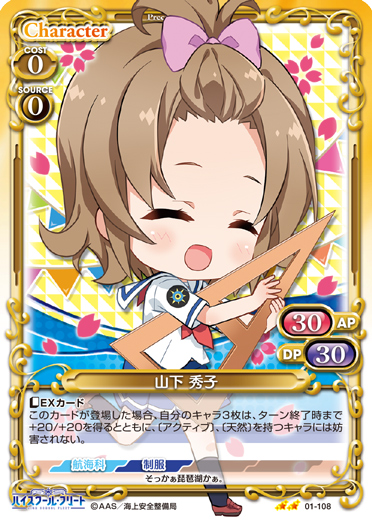 Character
Prec
COST
0
SOURCE
0
30 AP
DP 30
山下 秀子
EXカード
このカードが登場した場合、自分のキャラ3枚は、ターン終了時まで
+20/+20を得るとともに、〔アクティブ〕、〔天然〕を持つキャラには妨
害されない。
航海科 制服
そっかぁ琵琶湖かぁ。
ハイスクール・フリート
©AAS/海上安全整備局
01-108